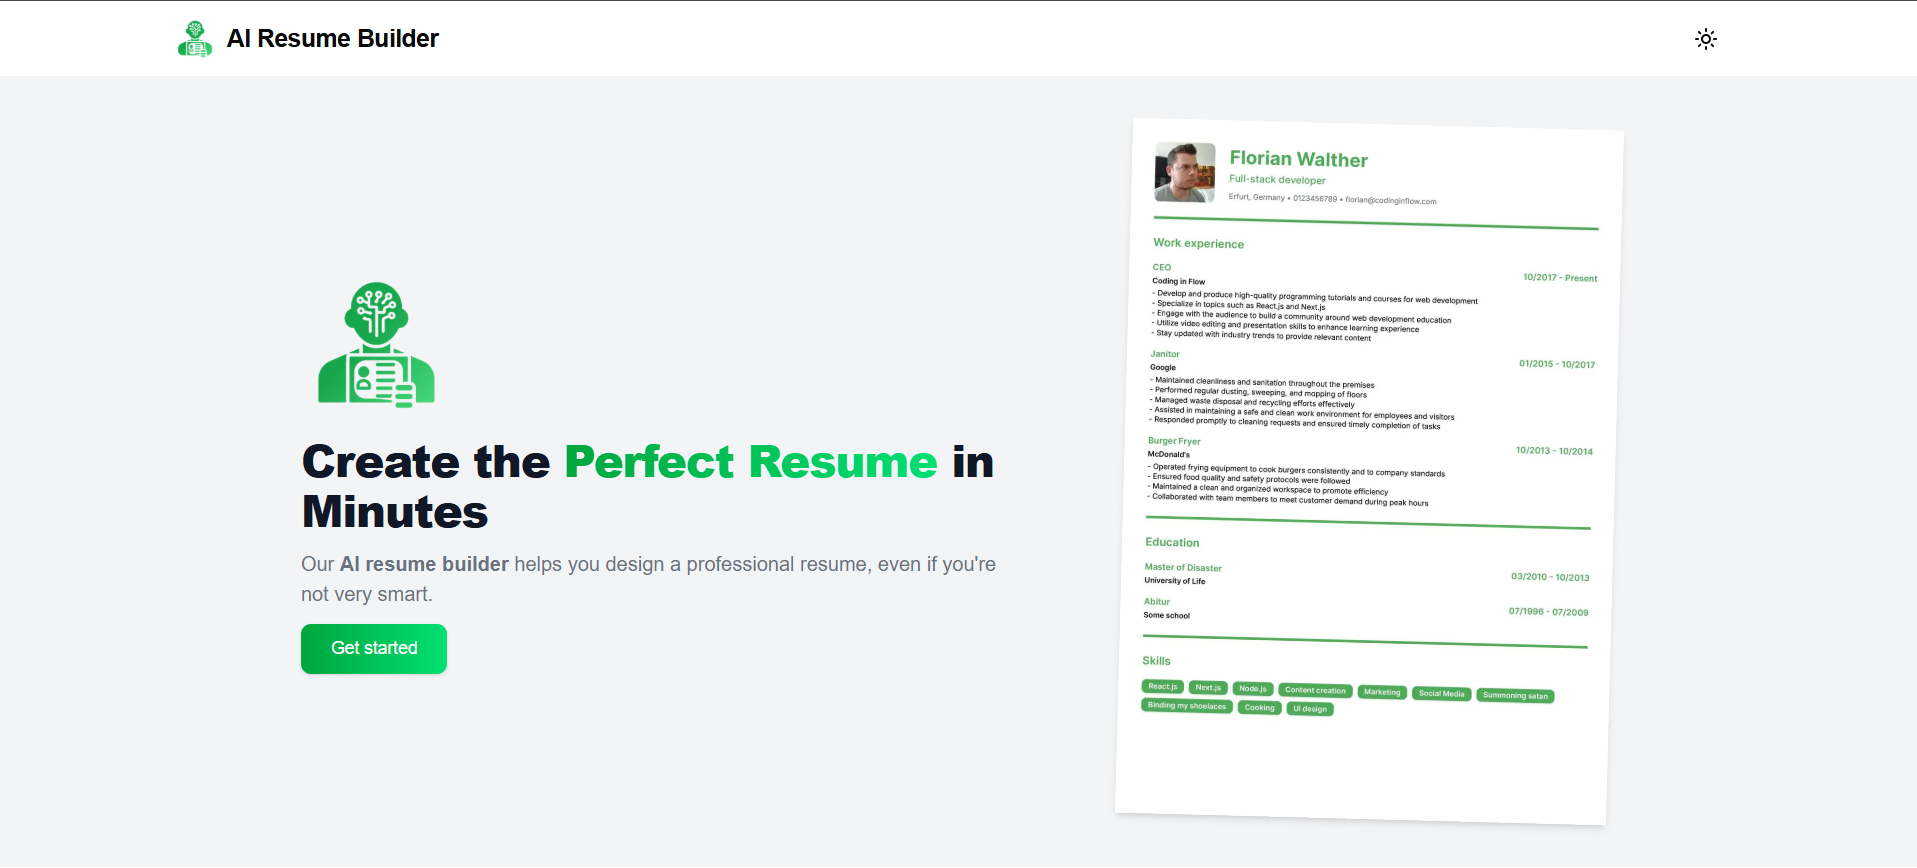 AI Resume Builder
Create the Perfect Resume in
Minutes
Our AI resume builder helps you design a professional resume, even if you're
not very smart.
Get started
Florian Walther
Full-stack developer
Erfurt, Germany • 0123456789 • florian@codinginflow.com
Work experience
CEO
10/2017 - Present
Coding in Flow
- Develop and produce high-quality programming tutorials and courses for web development
- Specialize in topics such as React.js and Next.js
- Engage with the audience to build a community around web development education
- Utilize video editing and presentation skills to enhance learning experience
- Stay updated with industry trends to provide relevant content
Janitor
01/2015 - 10/2017
Google
- Maintained cleanliness and sanitation throughout the premises
- Performed regular dusting, sweeping, and mopping of floors
- Managed waste disposal and recycling efforts effectively
- Assisted in maintaining a safe and clean work environment for employees and visitors
- Responded promptly to cleaning requests and ensured timely completion of tasks
Burger Fryer
10/2013 - 10/2014
McDonald's
- Operated frying equipment to cook burgers consistently and to company standards
- Ensured food quality and safety protocols were followed
- Maintained a clean and organized workspace to promote efficiency
- Collaborated with team members to meet customer demand during peak hours
Education
Master of Disaster
03/2010 - 10/2013
University of Life
Abitur
07/1996 - 07/2009
Some school
Skills
React.js Next.js Node.js Content creation Marketing Social Media Summoning satan
Binding my shoelaces Cooking UI design